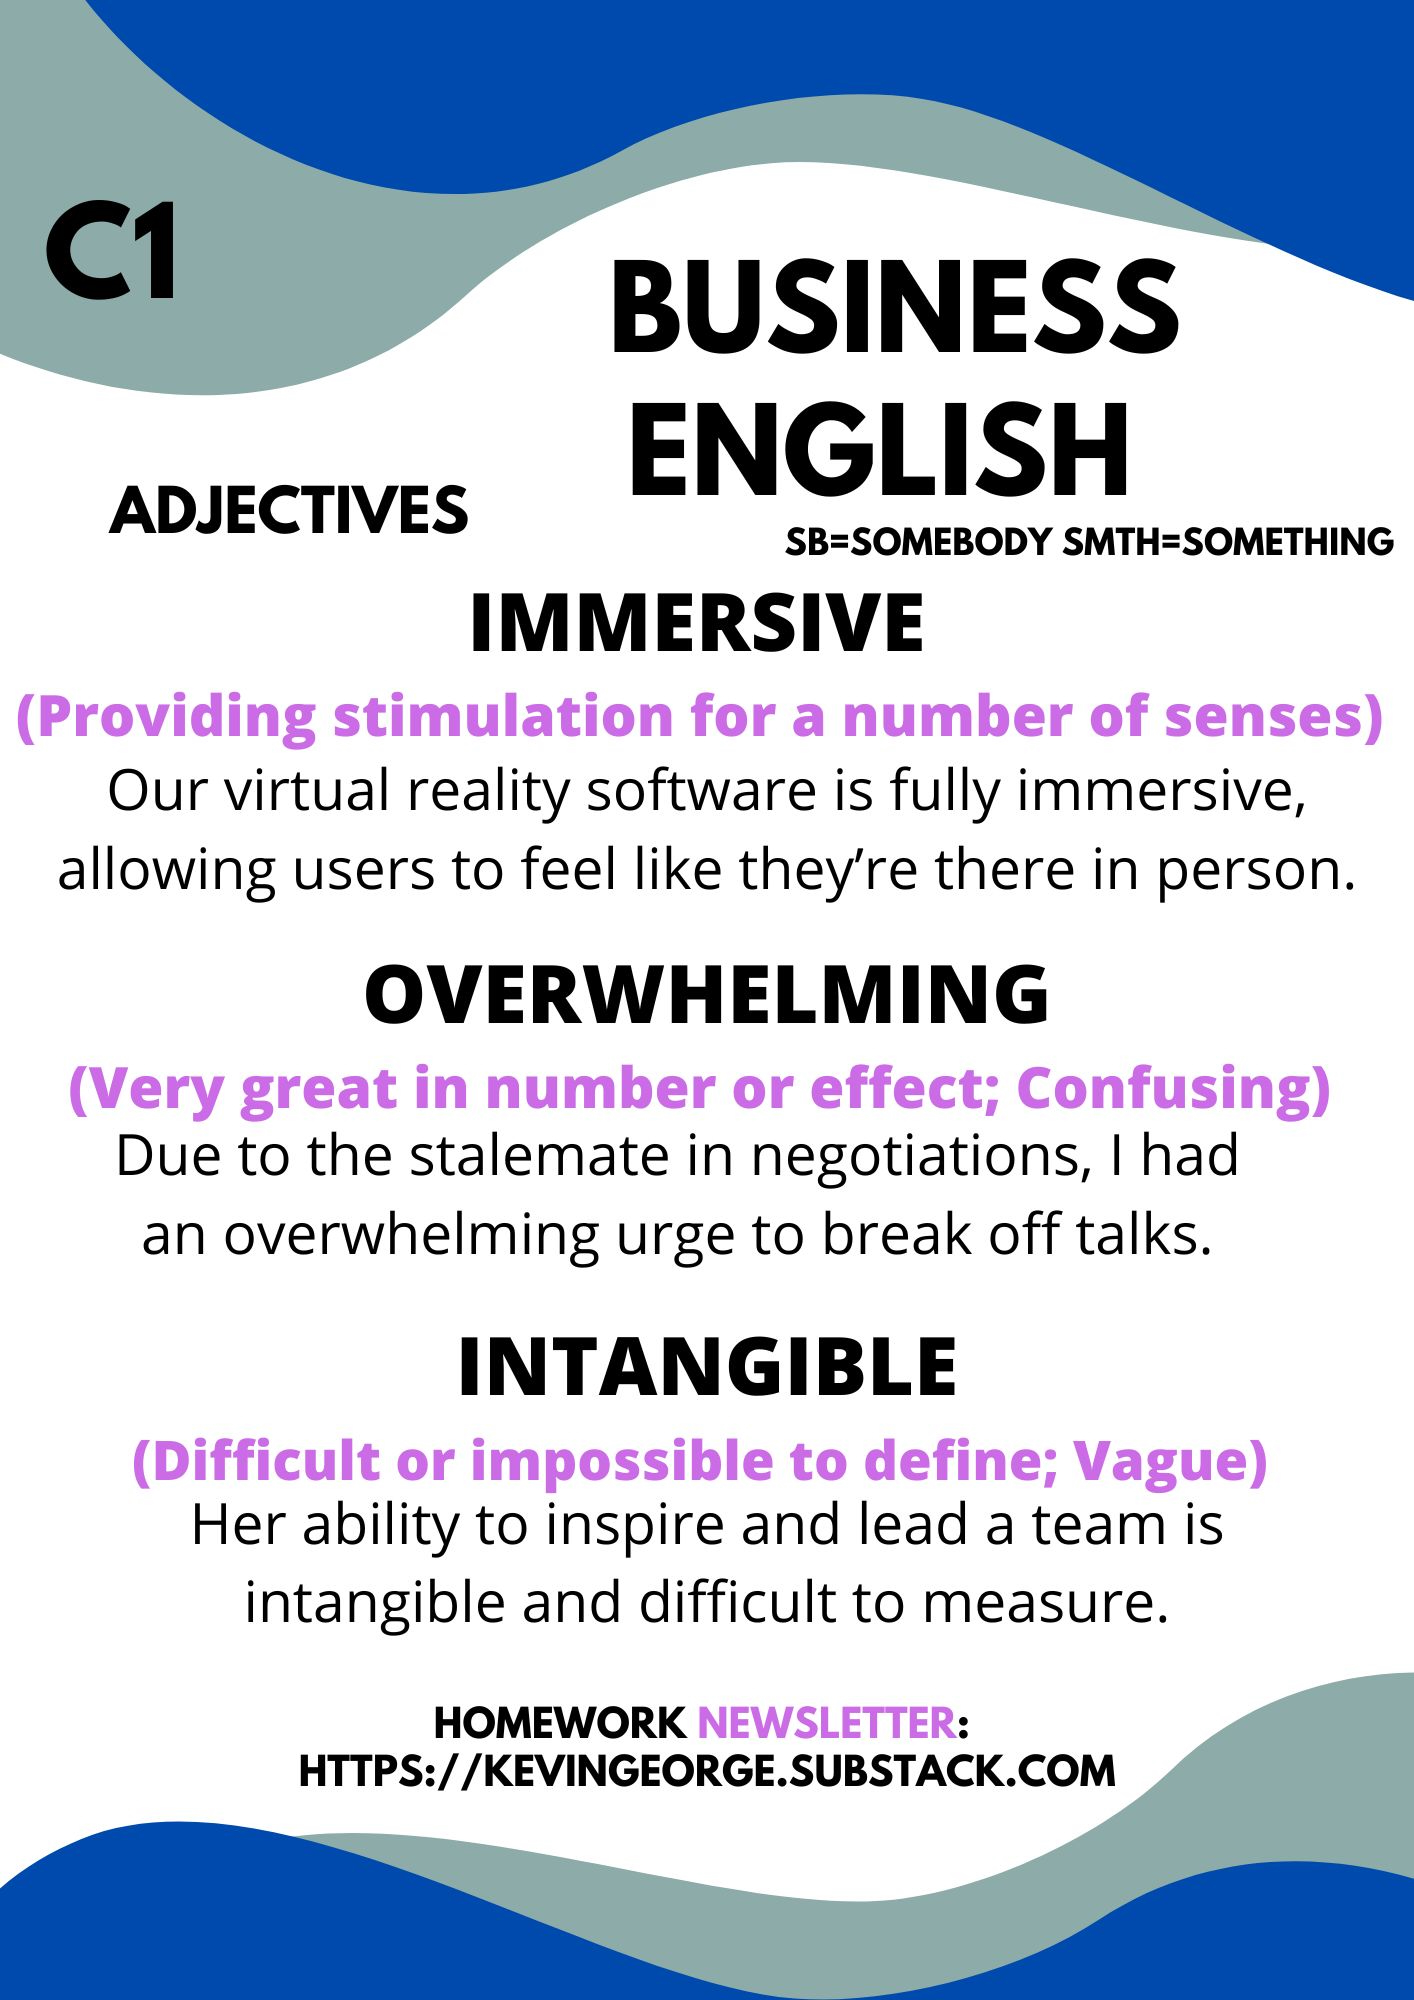 C1
BUSINESS
ENGLISH
ADJECTIVES
SB=SOMEBODY SMTH=SOMETHING
IMMERSIVE
(Providing stimulation for a number of senses)
Our virtual reality software is fully immersive,
allowing users to feel like they’re there in person.
OVERWHELMING
(Very great in number or effect; Confusing)
Due to the stalemate in negotiations, I had
an overwhelming urge to break off talks.
INTANGIBLE
(Difficult or impossible to define; Vague)
Her ability to inspire and lead a team is
intangible and difficult to measure.
HOMEWORK NEWSLETTER:
HTTPS://KEVINGEORGE.SUBSTACK.COM